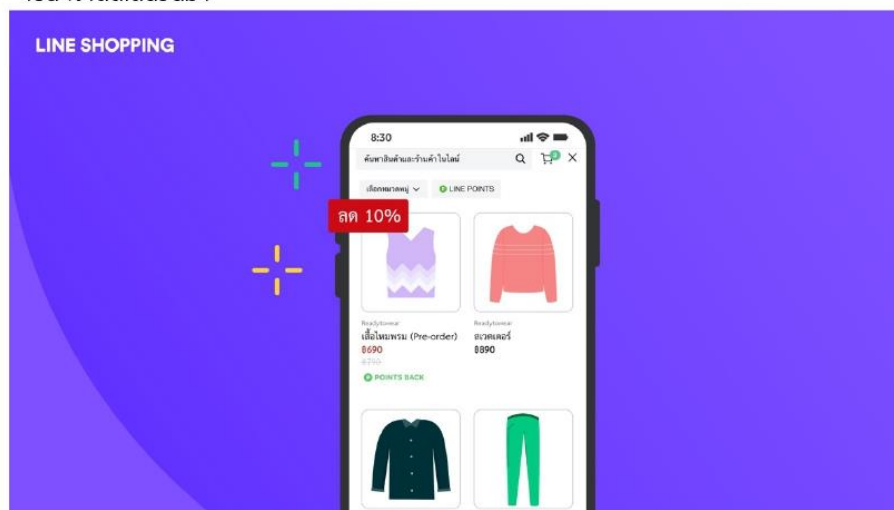 LINE SHOPPING
8:30
ค้นหาสินค้าและร้านค้าในไลน์
เลือกหมวดหมู่
LINE POINTS
ลด 10%
Readytowear
เสื้อไหมพรม (Pre-order)
฿690
฿790
POINTS BACK
Readytowear
สเวตเตอร์
฿890